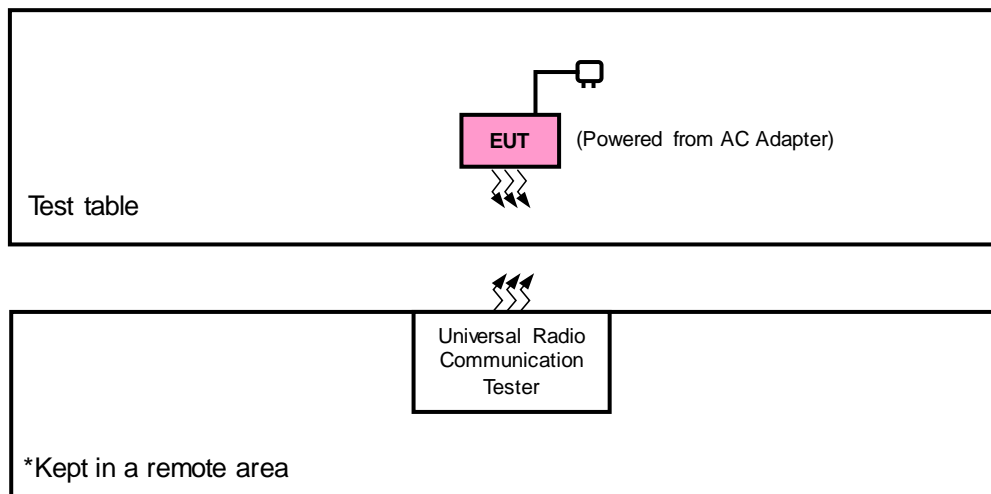 EUT
(Powered from AC Adapter)
Test table
Universal Radio
Communication
Tester
*Kept in a remote area